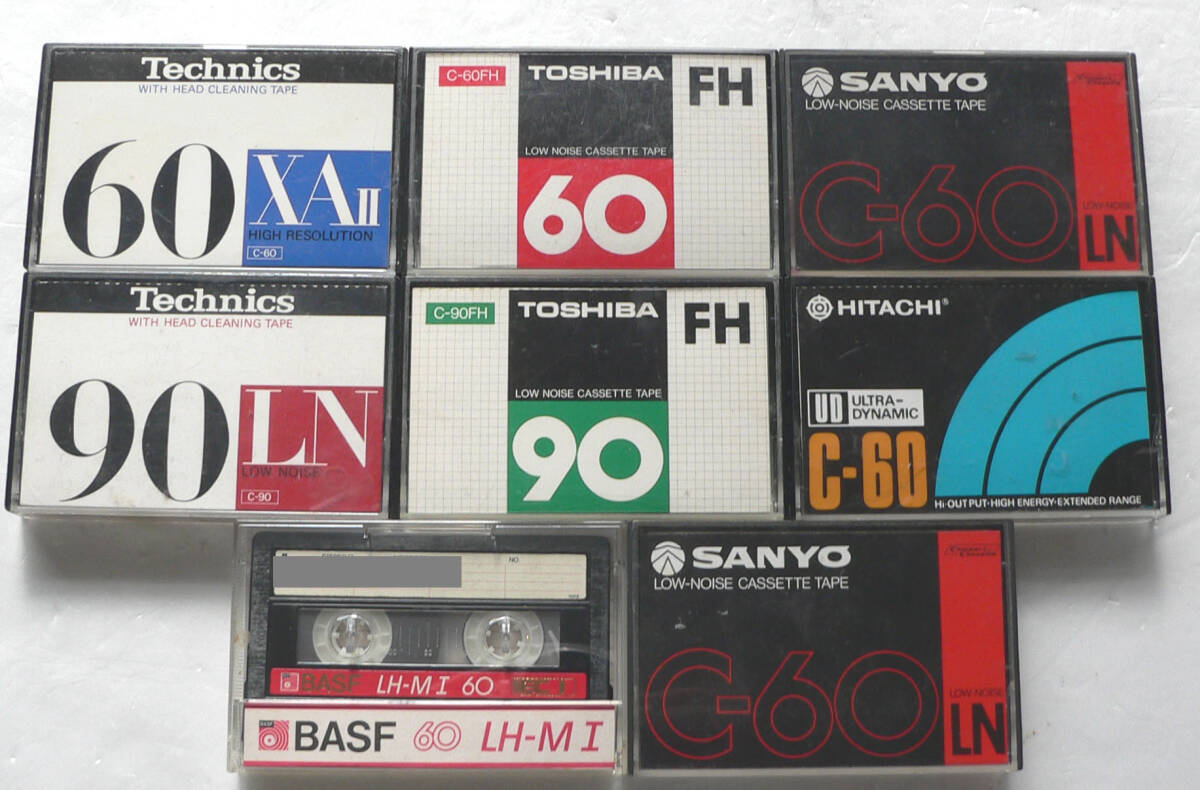 Technics
WITH HEAD CLEANING TAPE
60
XAII
HIGH RESOLUTION
C-60
C-60FH
TOSHIBA
FH
LOW NOISE CASSETTE TAPE
60
SANYO
LOW-NOISE CASSETTE TAPE
C-60
LOW-NOISE
LN
Technics
WITH HEAD CLEANING TAPE
90
LN
LOW NOISE
C-90
C-90FH
TOSHIBA
FH
LOW NOISE CASSETTE TAPE
90
HITACHI®
UD ULTRA-
DYNAMIC
C-60
Hi-OUTPUT·HIGH ENERGY·EXTENDED RANGE
NO.
BASF LH-M I 60 IEC I
BASF
BASF 60 LH-M I
SANYO
LOW-NOISE CASSETTE TAPE
C-60
LOW-NOISE
LN